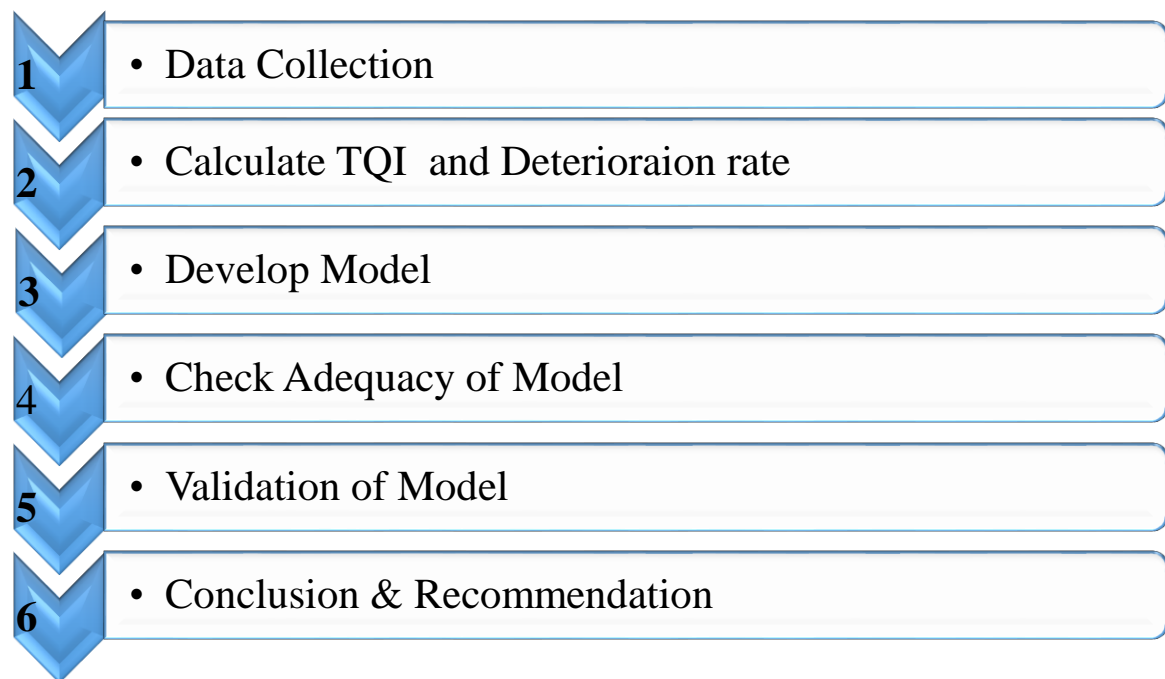 1 • Data Collection
2 • Calculate TQI and Deterioraion rate
3 • Develop Model
4 • Check Adequacy of Model
5 • Validation of Model
6 • Conclusion & Recommendation